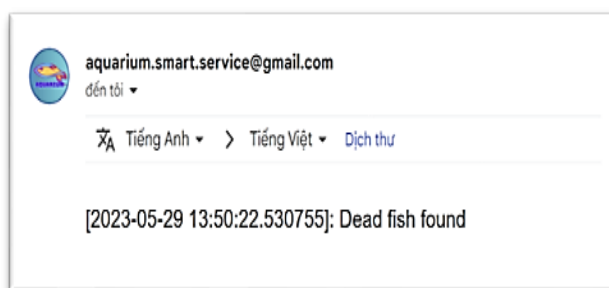 aquarium.smart.service@gmail.com
đến tôi
Tiếng Anh > Tiếng Việt Dịch thư
[2023-05-29 13:50:22.530755]: Dead fish found